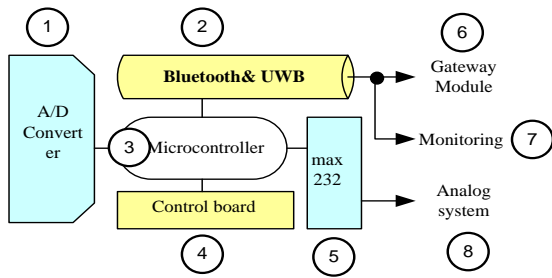 1
2
6
Bluetooth& UWB
Gateway
Module
A/D
Convert
er
3
Microcontroller
max
232
Monitoring
7
Control board
Analog
system
4
5
8